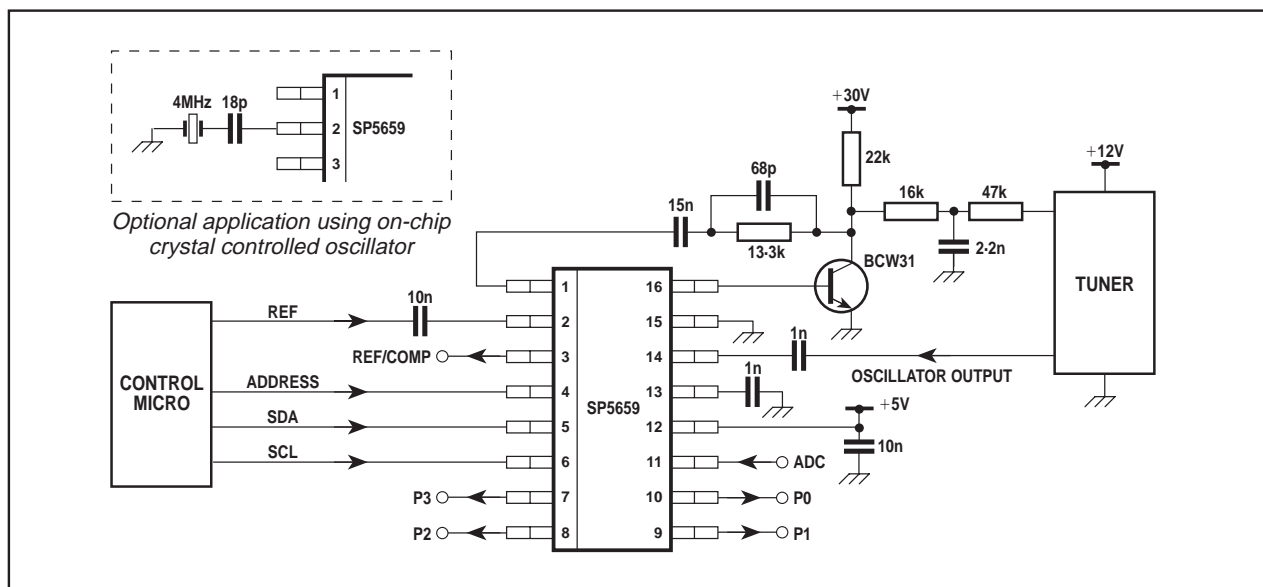 4MHz 18p
1
2
3
SP5659
Optional application using on-chip
crystal controlled oscillator
+30V
22k
+12V
68p
15n
13·3k
16k
47k
2·2n
BCW31
TUNER
CONTROL
MICRO
REF
10n
REF/COMP
ADDRESS
SDA
SCL
P3
P2
1
2
3
4
5
6
7
8
SP5659
16
15
14
13
12
11
10
9
1n
OSCILLATOR OUTPUT
1n
+5V
10n
ADC
P0
P1